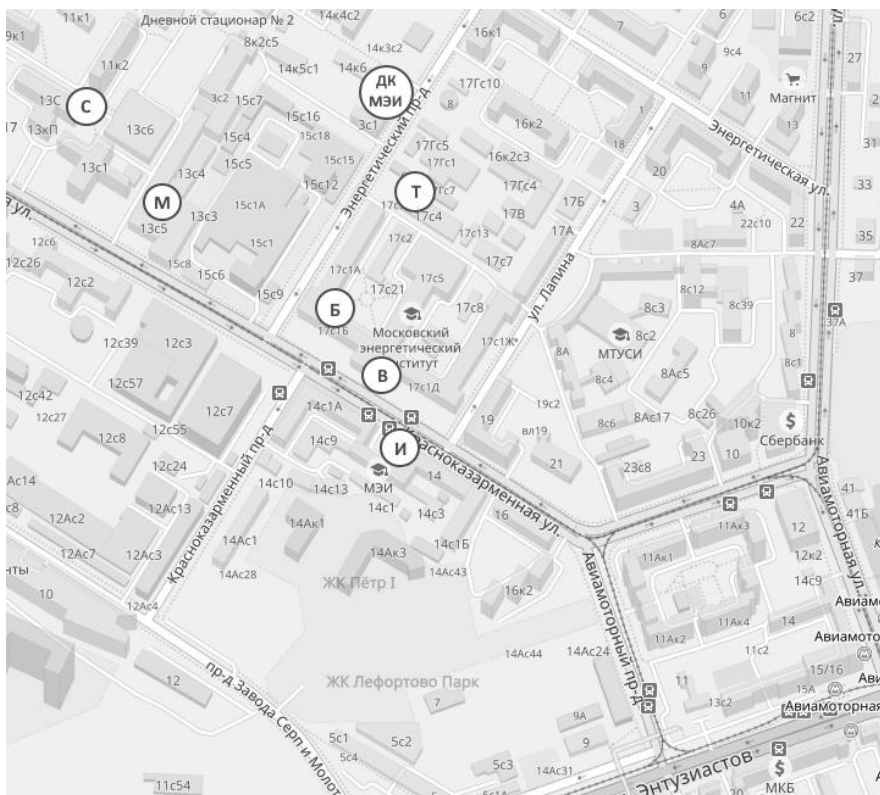 Дневной стационар № 2
14к4с2
16к1
7
6с2
ул.
9к1
11к2
8к2с5
14к3с2
14к6
14к5с1
9с4
9
27
С
13С
3с2
15с7
ДК
МЭИ
17Гс10
8
11
Магнит
17
13кП
13с6
15с16
3с1
16к2
1
13
13с1
15с4
15с18
17Гс5
18
31
13с4
15с5
15с15
17Гс1
16к2с3
Энергетический пр-д
Энергетическая ул.
20
33
М
15с12
Т
17Гс4
17Б
3
4А
13с3
15с1А
17с4
17В
22с10
22
13с5
17с13
17А
35
12с6
15с1
17с2
8Ас7
12с26
15с8
15с6
17с1А
17с5
17с7
37
12с2
15с9
17с21
ул. Лапина
8с12
Б
17с1Б
17с8
8с3
8с39
37А
12с39
12с3
Московский
энергетический
институт
17с1Ж
МТУСИ
8с2
8
8А
8с1
12с57
В
17с1Д
8с4
8Ас5
12с42
12с7
14с1А
19
19с2
8с6
8Ас17
8с26
10к2
12с27
12с55
14с9
вл19
Сбербанк
12с8
И
Красноказарменная ул.
23
10
12с24
МЭИ
14
21
23с8
12Ас14
14с10
14с13
12Ас13
14с1
14с3
16
41
12Ас2
14Ак1
11Ак3
12
41Б
Красноказарменный пр-д
14Ас1
14с1Б
Авиамоторная ул.
12Ас7
12Ас3
14Ак3
11Ак1
12к2
14Ас28
14Ас43
14с9
10
ЖК Пётр I
16к2
12Ас4
Авиамоторный пр-д
11Ак2
11Ак4
14
14Ас44
14Ас24
11с2
15/16
12
ЖК Лефортово Парк
11
13с2
15А
Авиамоторная
пр-д Завода Серп и Молот
7
9А
5с1
5с2
9
5с4
5с3
14Ас31
11с54
5с1А
Энтузиастов
МКБ
20